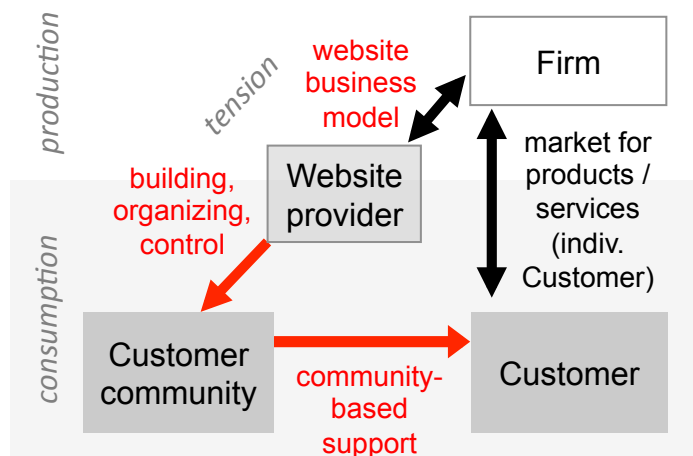 production
tension
website
business
model
Firm
market for
products /
services
(indiv.
Customer)
building,
organizing,
control
Website
provider
consumption
Customer
community
community-
based
support
Customer